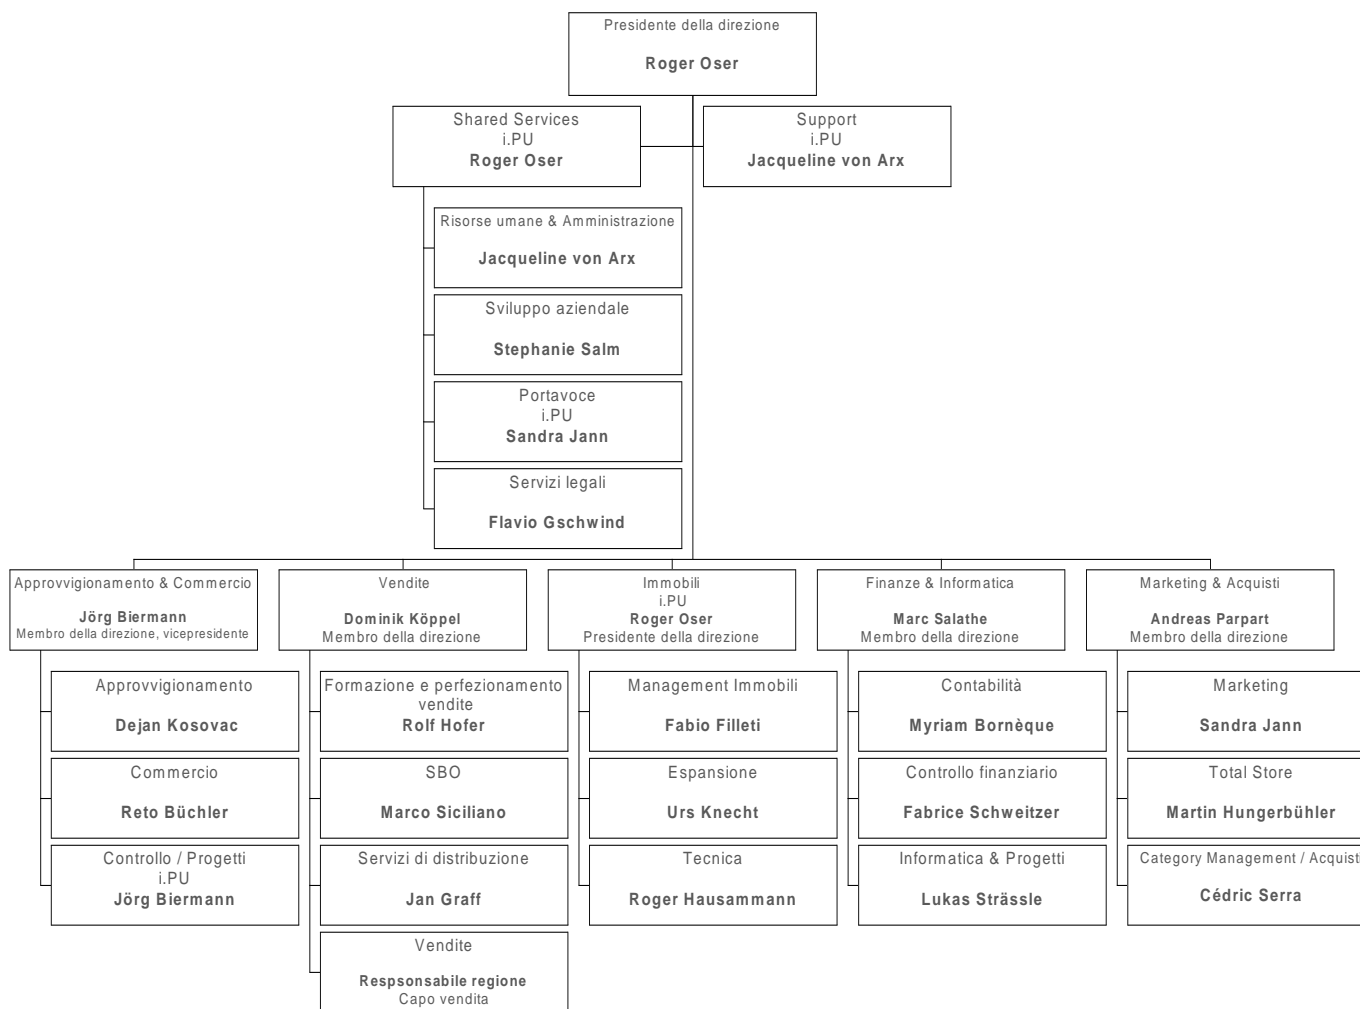 Presidente della direzione
Roger Oser
Shared Services
i.PU
Roger Oser
Support
i.PU
Jacqueline von Arx
Risorse umane & Amministrazione
Jacqueline von Arx
Sviluppo aziendale
Stephanie Salm
Portavoce
i.PU
Sandra Jann
Servizi legali
Flavio Gschwind
Approvvigionamento & Commercio
Jörg Biermann
Membro della direzione, vicepresidente
Approvvigionamento
Dejan Kosovac
Commercio
Reto Büchler
Controllo / Progetti
i.PU
Jörg Biermann
Vendite
Dominik Köppel
Membro della direzione
Formazione e perfezionamento
vendite
Rolf Hofer
SBO
Marco Siciliano
Servizi di distribuzione
Jan Graff
Vendite
Respsonsabile regione
Capo vendita
Immobili
i.PU
Roger Oser
Presidente della direzione
Management Immobili
Fabio Filleti
Espansione
Urs Knecht
Tecnica
Roger Hausammann
Finanze & Informatica
Marc Salathe
Membro della direzione
Contabilità
Myriam Bornèque
Controllo finanziario
Fabrice Schweitzer
Informatica & Progetti
Lukas Strässle
Marketing & Acquisti
Andreas Parpart
Membro della direzione
Marketing
Sandra Jann
Total Store
Martin Hungerbühler
Category Management / Acquisti
Cédric Serra